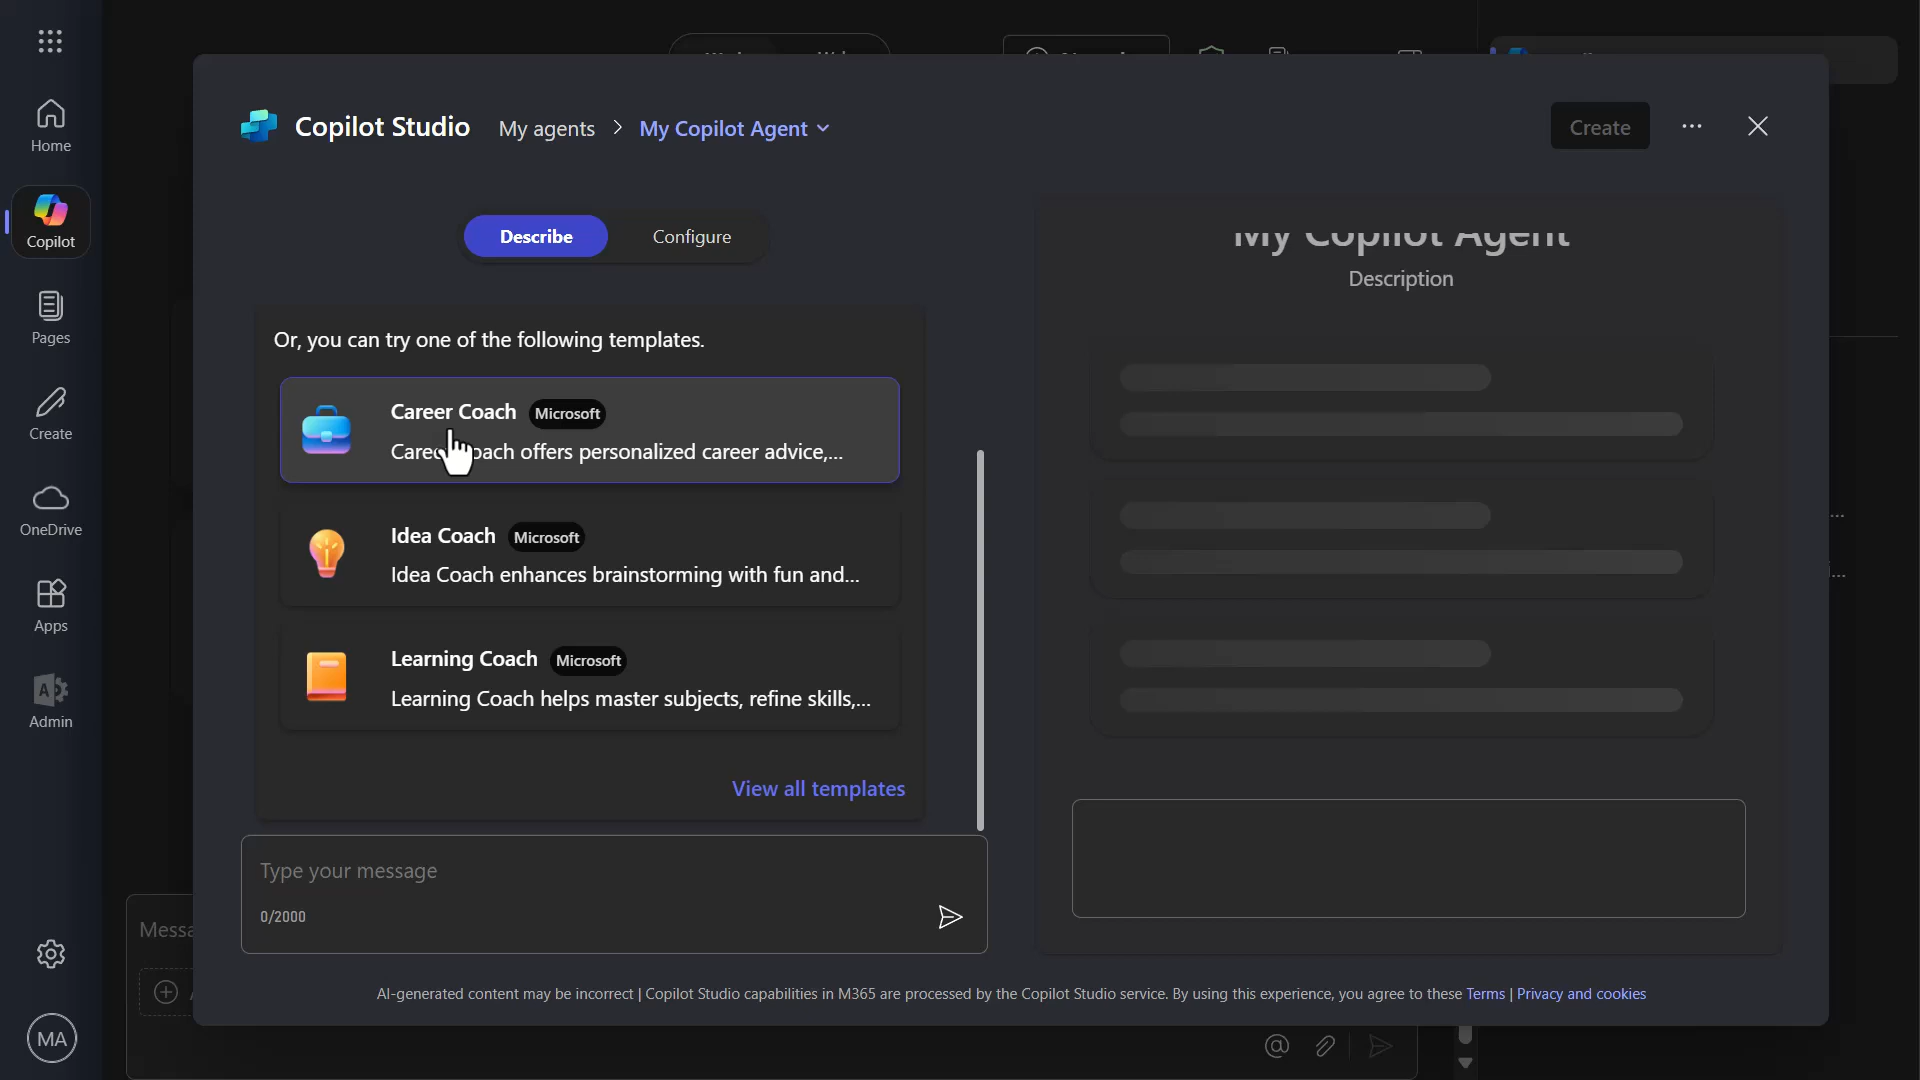 Home
Copilot
Pages
Create
OneDrive
Apps
Admin
MA
Copilot Studio
My agents > My Copilot Agent
Create
Describe
Configure
Or, you can try one of the following templates.
Career Coach Microsoft
offers personalized career advice,...
Idea Coach Microsoft
Idea Coach enhances brainstorming with fun and...
Learning Coach Microsoft
Learning Coach helps master subjects, refine skills,...
View all templates
Type your message
0/2000
My Copilot Agent
Description
AI-generated content may be incorrect | Copilot Studio capabilities in M365 are processed by the Copilot Studio service. By using this experience, you agree to these Terms | Privacy and cookies